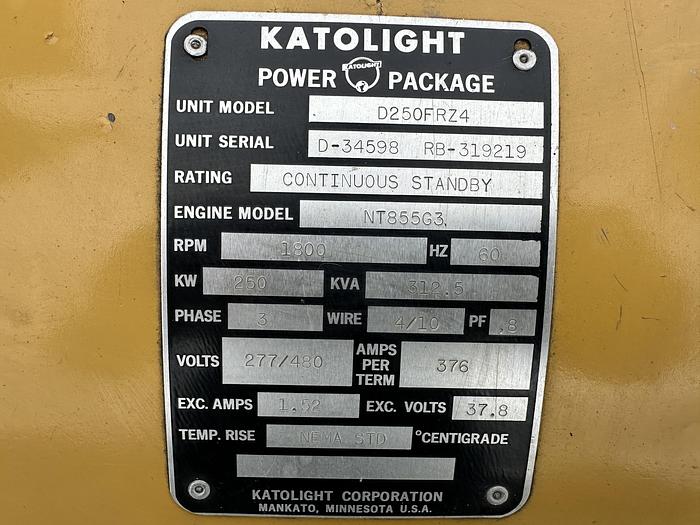 KATOLIGHT
POWER KATOLIGHT PACKAGE
UNIT MODEL D250FRZ4
UNIT SERIAL D-34598 RB-319219
RATING CONTINUOUS STANDBY
ENGINE MODEL NT855G3
RPM 1800 HZ 60
KW 250 KVA 312.5
PHASE 3 WIRE 4/10 PF .8
VOLTS 277/480 AMPS PER TERM 376
EXC. AMPS 1.52 EXC. VOLTS 37.8
TEMP. RISE NEMA STD °CENTIGRADE
KATOLIGHT CORPORATION
MANKATO, MINNESOTA U.S.A.